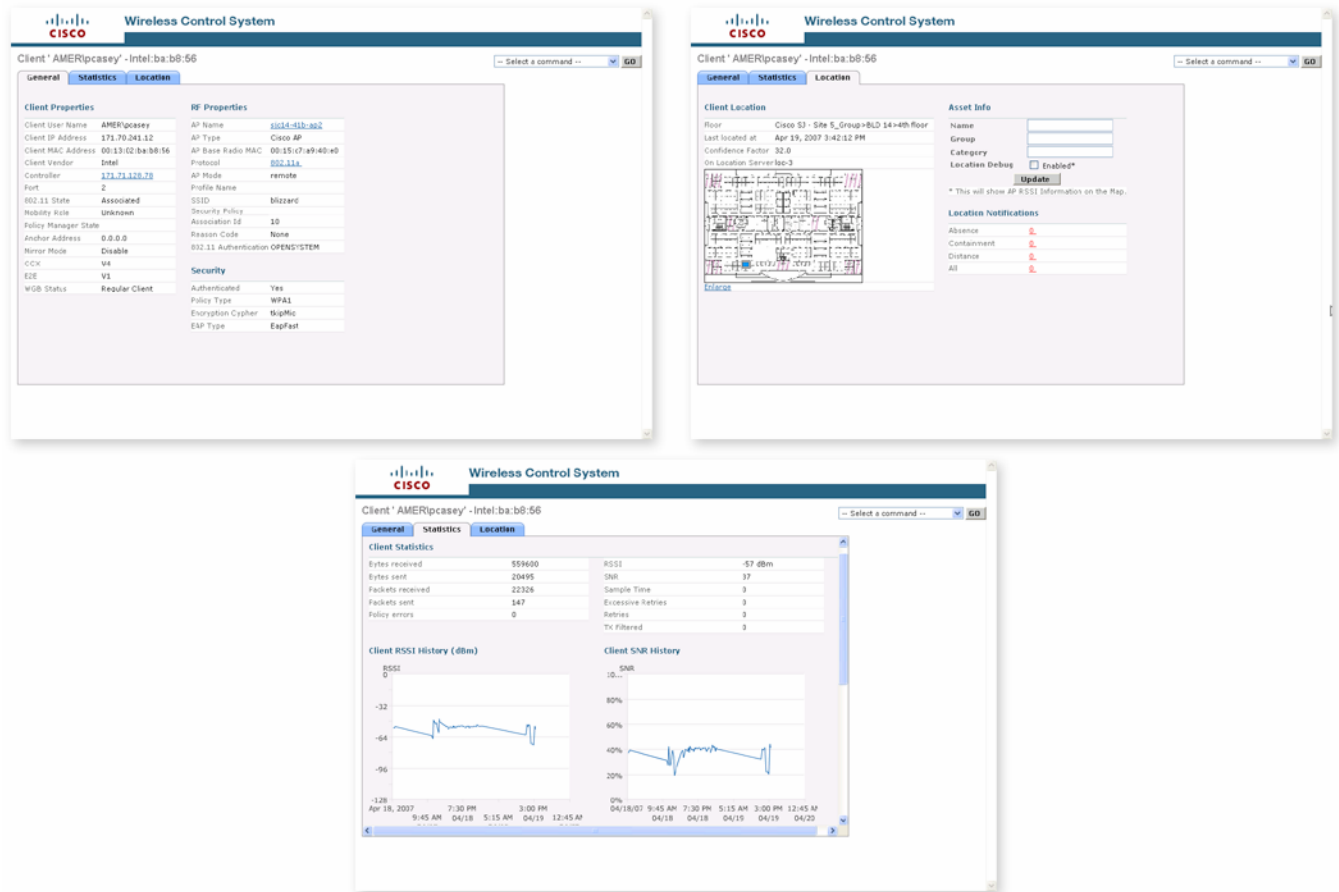 CISCO
Wireless Control System
Client ' AMER\pcasey' - Intel:ba:b8:56
-- Select a command --
GO
General
Statistics
Location
Client Properties
Client User Name AMER\pcasey
Client IP Address 171.70.241.12
Client MAC Address 00:13:02:ba:b8:56
Client Vendor Intel
Controller 171.71.128.78
Port 2
802.11 State Associated
Mobility Role Unknown
Policy Manager State
Anchor Address 0.0.0.0
Mirror Mode Disable
CCX V4
E2E V1
WGB Status Regular Client
RF Properties
AP Name sjc14-41b-ap2
AP Type Cisco AP
AP Base Radio MAC 00:15:c7:a9:40:e0
Protocol 802.11a
AP Mode remote
Profile Name
SSID blizzard
Security Policy
Association Id 10
Reason Code None
802.11 Authentication OPENSYSTEM
Security
Authenticated Yes
Policy Type WPA1
Encryption Cypher tkipMic
EAP Type EapFast
CISCO
Wireless Control System
Client ' AMER\pcasey' - Intel:ba:b8:56
-- Select a command --
GO
General
Statistics
Location
Client Location
Floor Cisco SJ - Site 5_Group>BLD 14>4th floor
Last located at Apr 19, 2007 3:42:12 PM
Confidence Factor 32.0
On Location Server loc-3
Enlarge
Asset Info
Name
Group
Category
Location Debug Enabled*
Update
* This will show AP RSSI Information on the Map.
Location Notifications
Absence 0
Containment 0
Distance 0
All 0
CISCO
Wireless Control System
Client ' AMER\pcasey' - Intel:ba:b8:56
-- Select a command --
GO
General
Statistics
Location
Client Statistics
Bytes received 559600
Bytes sent 20495
Packets received 22326
Packets sent 147
Policy errors 0
RSSI -57 dBm
SNR 37
Sample Time 3
Excessive Retries 3
Retries 3
TX Filtered 3
Client RSSI History (dBm)
RSSI
0
-32
-64
-96
-128
Apr 18, 2007 7:30 PM 3:00 PM
9:45 AM 04/18 5:15 AM 04/19 12:45 AM
Client SNR History
SNR
10...
80%
60%
40%
20%
0%
04/18/07 9:45 AM 7:30 PM 5:15 AM 3:00 PM 12:45 AM
04/18 04/18 04/19 04/19 04/20